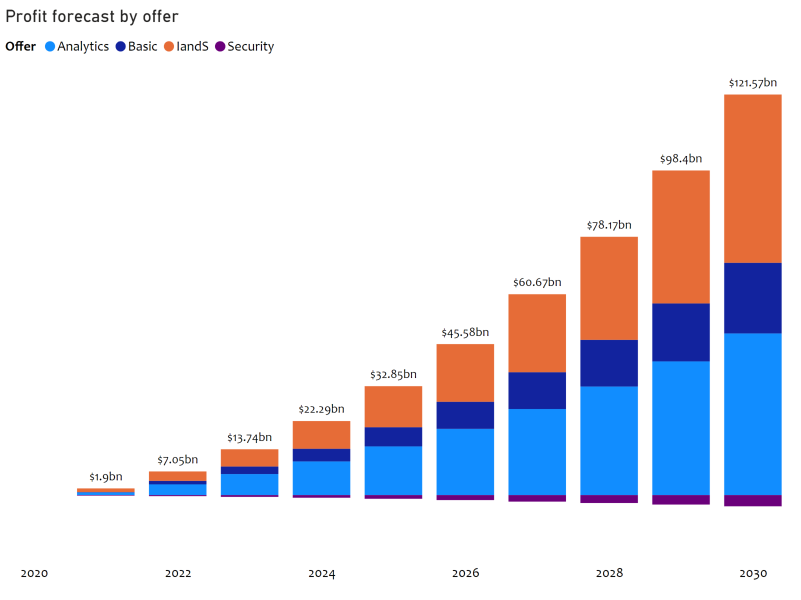 Profit forecast by offer
Offer Analytics Basic IandS Security
$121.57bn
$98.4bn
$78.17bn
$60.67bn
$45.58bn
$32.85bn
$22.29bn
$13.74bn
$7.05bn
$1.9bn
2020 2022 2024 2026 2028 2030